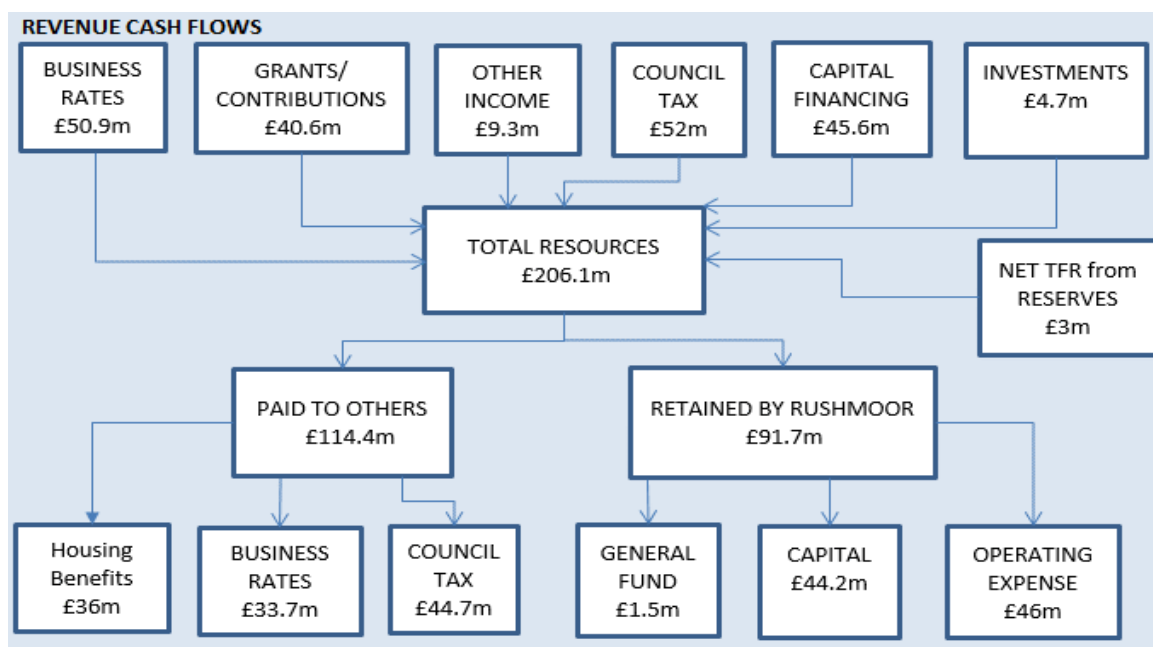 REVENUE CASH FLOWS
BUSINESS
RATES
£50.9m
GRANTS/
CONTRIBUTIONS
£40.6m
OTHER
INCOME
£9.3m
COUNCIL
TAX
£52m
CAPITAL
FINANCING
£45.6m
INVESTMENTS
£4.7m
TOTAL RESOURCES
£206.1m
NET TFR from
RESERVES
£3m
PAID TO OTHERS
£114.4m
RETAINED BY RUSHMOOR
£91.7m
Housing
Benefits
£36m
BUSINESS
RATES
£33.7m
COUNCIL
TAX
£44.7m
GENERAL
FUND
£1.5m
CAPITAL
£44.2m
OPERATING
EXPENSE
£46m